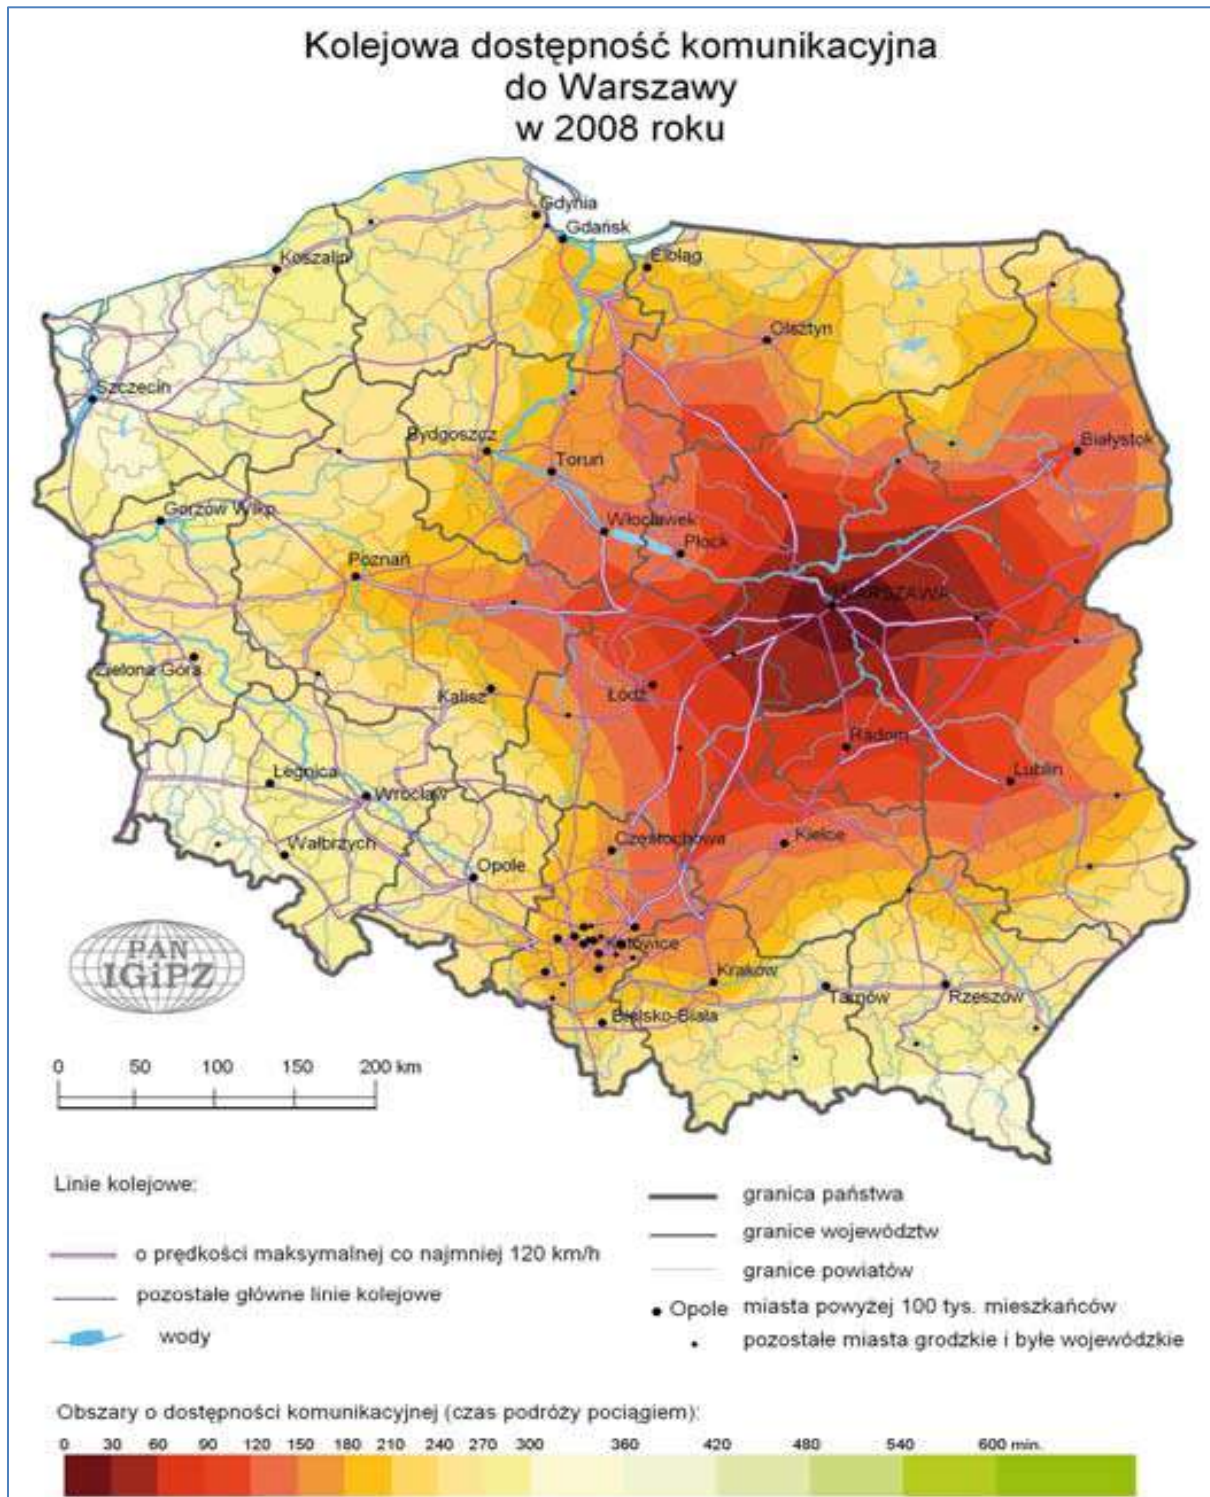 Kolejowa dostępność komunikacyjna
do Warszawy
w 2008 roku
Gdynia
Gdańsk
Koszalin
Elbląg
Olsztyn
Szczecin
Bydgoszcz
Białystok
Toruń
Gorzów Wlkp.
Włocławek
Płock
Poznań
WARSZAWA
Zielona Góra
Kalisz
Łódź
Radom
Legnica
Lublin
Wrocław
Wałbrzych
Częstochowa
Kielce
Opole
PAN
IGiPZ
Katowice
Kraków
Tarnów
Rzeszów
Bielsko-Biała
0 50 100 150 200 km
Linie kolejowe:
o prędkości maksymalnej co najmniej 120 km/h
pozostałe główne linie kolejowe
wody
granica państwa
granice województw
granice powiatów
Opole miasta powyżej 100 tys. mieszkańców
pozostałe miasta grodzkie i byłe wojewódzkie
Obszary o dostępności komunikacyjnej (czas podróży pociągiem):
0 30 60 90 120 150 180 210 240 270 300 360 420 480 540 600 min.